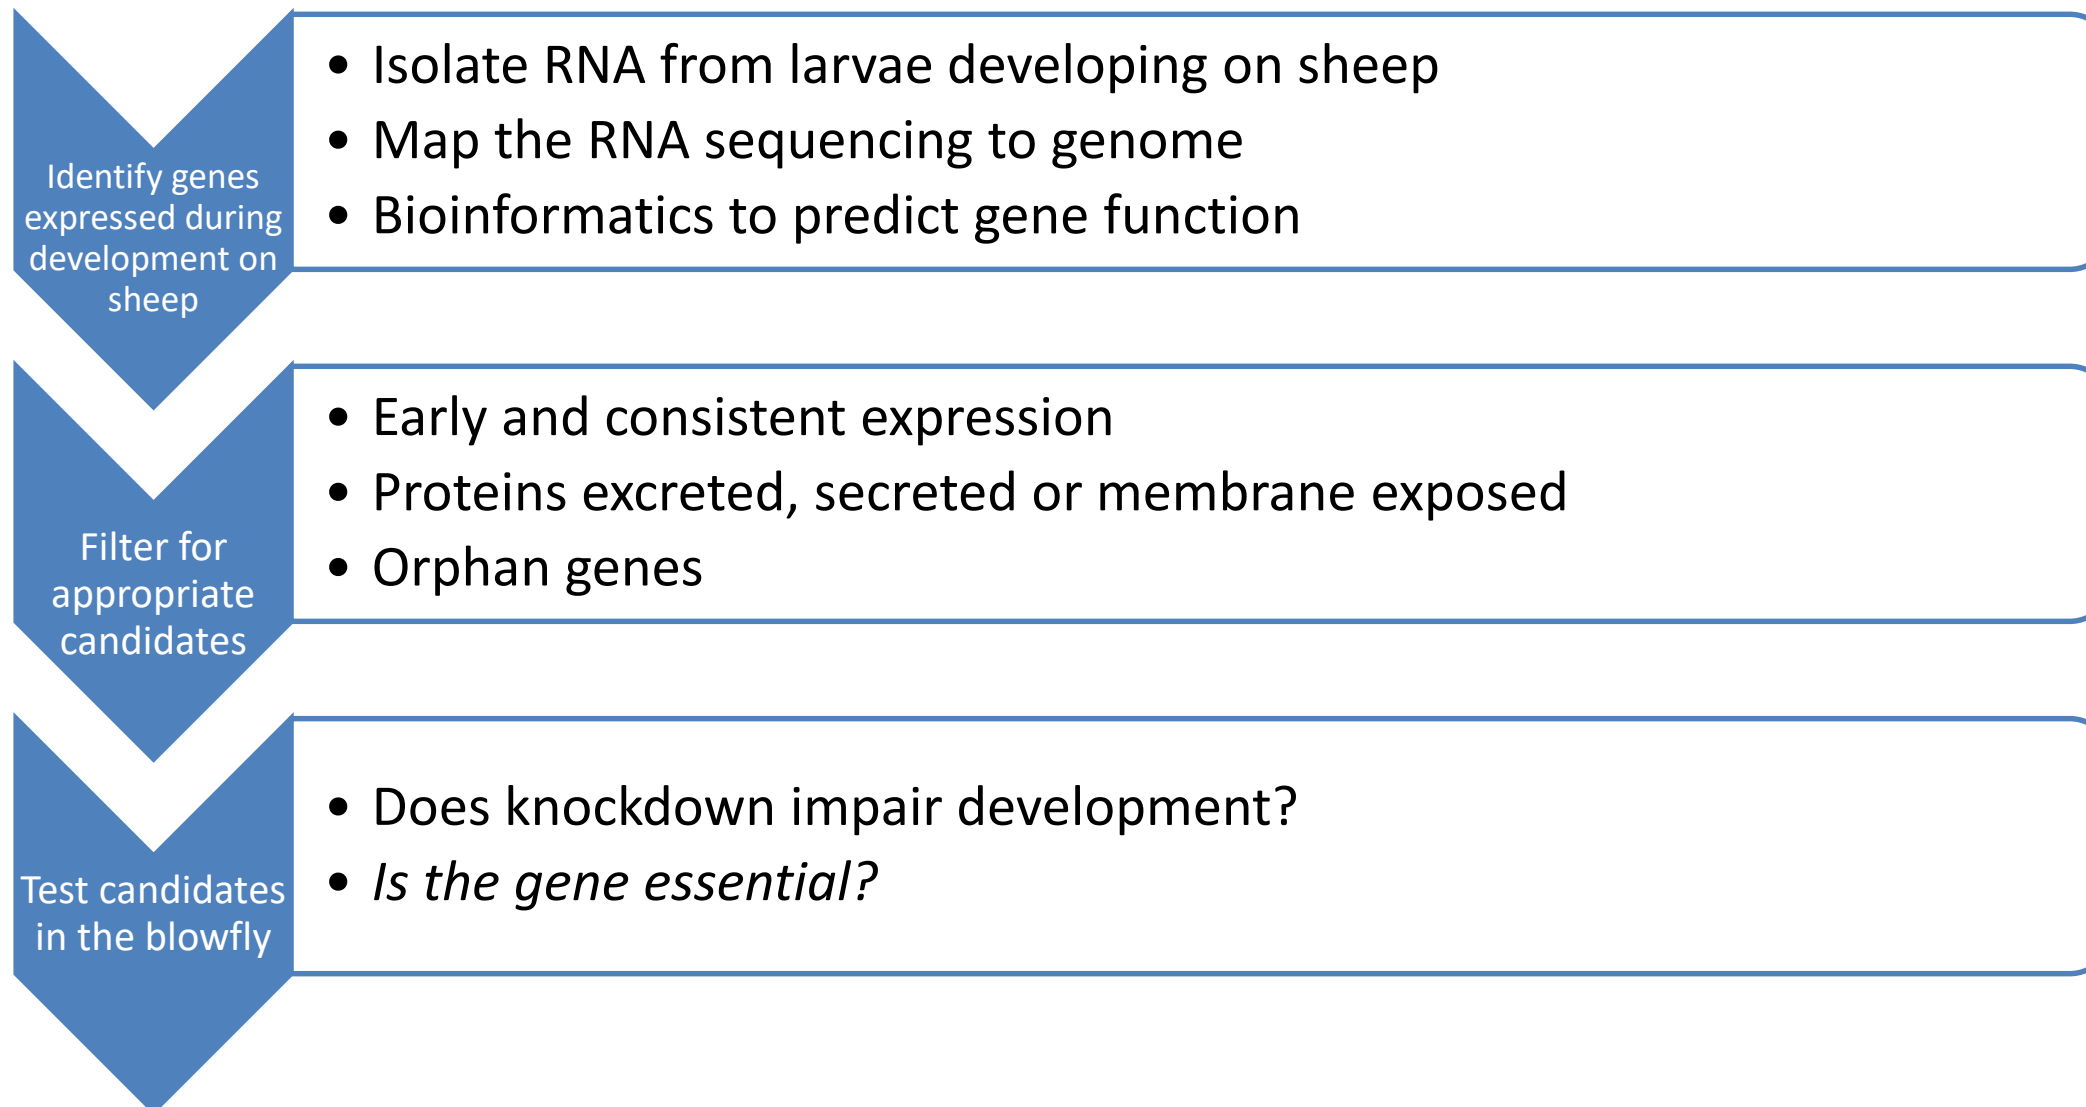 Identify genes
expressed during
development on
sheep
• Isolate RNA from larvae developing on sheep
• Map the RNA sequencing to genome
• Bioinformatics to predict gene function
Filter for
appropriate
candidates
• Early and consistent expression
• Proteins excreted, secreted or membrane exposed
• Orphan genes
Test candidates
in the blowfly
• Does knockdown impair development?
• Is the gene essential?